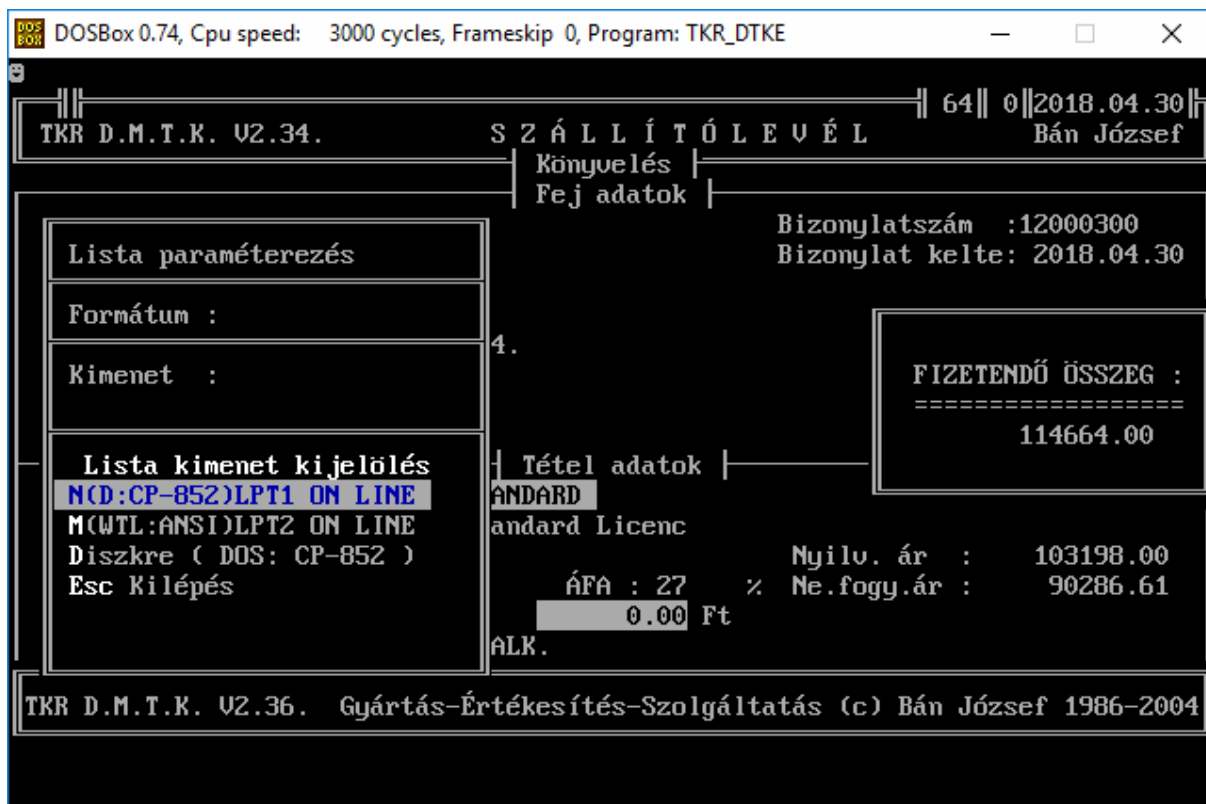 DOSBox 0.74, Cpu speed: 3000 cycles, Frameskip 0, Program: TKR_DTKE
64 0 2018.04.30
TKR D.M.T.K. V2.34. S Z Á L L Í T Ó L E V É L Bán József
Könyvelés
Fej adatok
Bizonylatszám :12000300
Bizonylat kelte: 2018.04.30
Lista paraméterezés
Formátum :
4.
Kimenet :
FIZETENDŐ ÖSSZEG :
==================
114664.00
Lista kimenet kijelölés
Tétel adatok
N(D:CP-852)LPT1 ON LINE
ANDARD
M(WTL:ANSI)LPT2 ON LINE
andard Licenc
Diszkre ( DOS: CP-852 )
Nyilv. ár : 103198.00
Esc Kilépés
ÁFA : 27 % Ne.fogy.ár : 90286.61
0.00 Ft
ALK.
TKR D.M.T.K. V2.36. Gyártás-Értékesítés-Szolgáltatás (c) Bán József 1986-2004